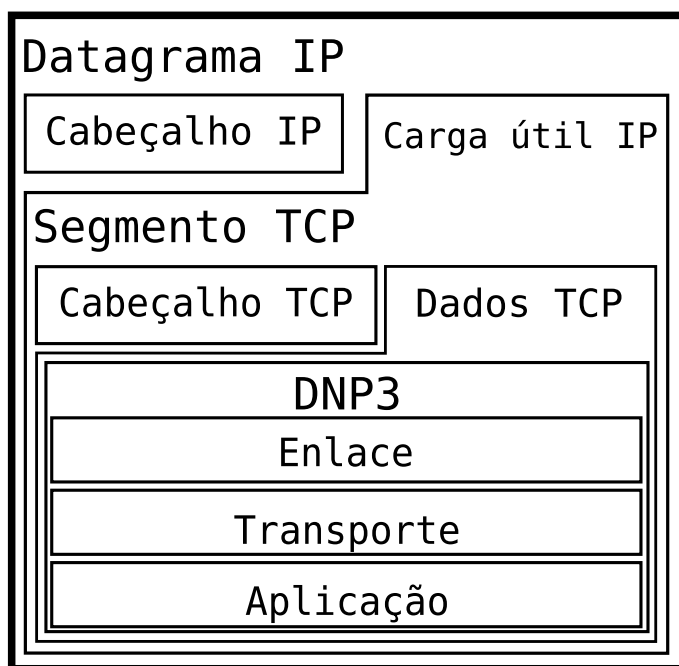 Datagrama IP
Cabeçalho IP
Carga útil IP
Segmento TCP
Cabeçalho TCP
Dados TCP
DNP3
Enlace
Transporte
Aplicação